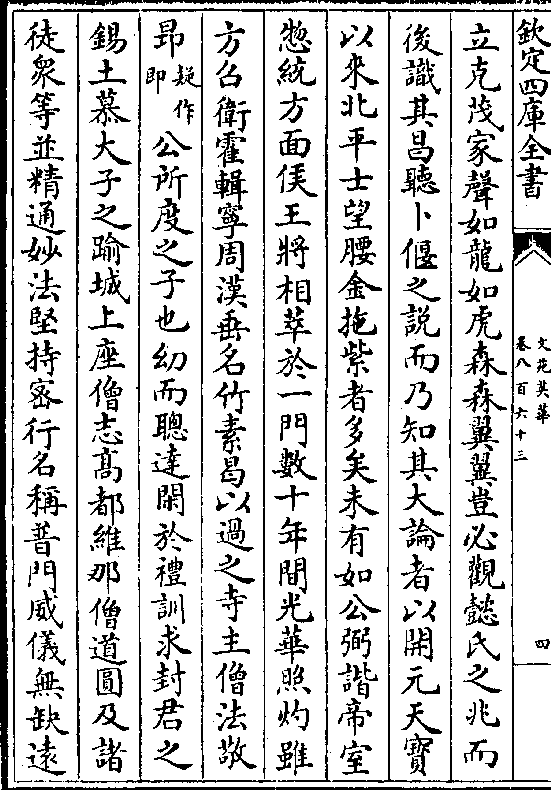 欽定四庫全書
文苑英華
卷八百六十三
四
立克茂家聲如龍如虎森森翼翼豈必觀懿氏之兆而
後識其昌聽卜偃之説而乃知其大論者以開元天寶
以來北平士望腰金拖紫者多矣未有如公弼諧帝室
惣統方面侯王將相萃於一門數十年間光華照灼雖
方召衛霍輯寧周漢垂名竹素曷以過之寺主僧法敬
昻疑作即公所度之子也幼而聰達閑於禮訓求封君之
錫土慕大子之踰城上座僧志髙都維那僧道圓及諸
徒衆等並精通妙法堅持宻行名稱普門威儀無缺遠